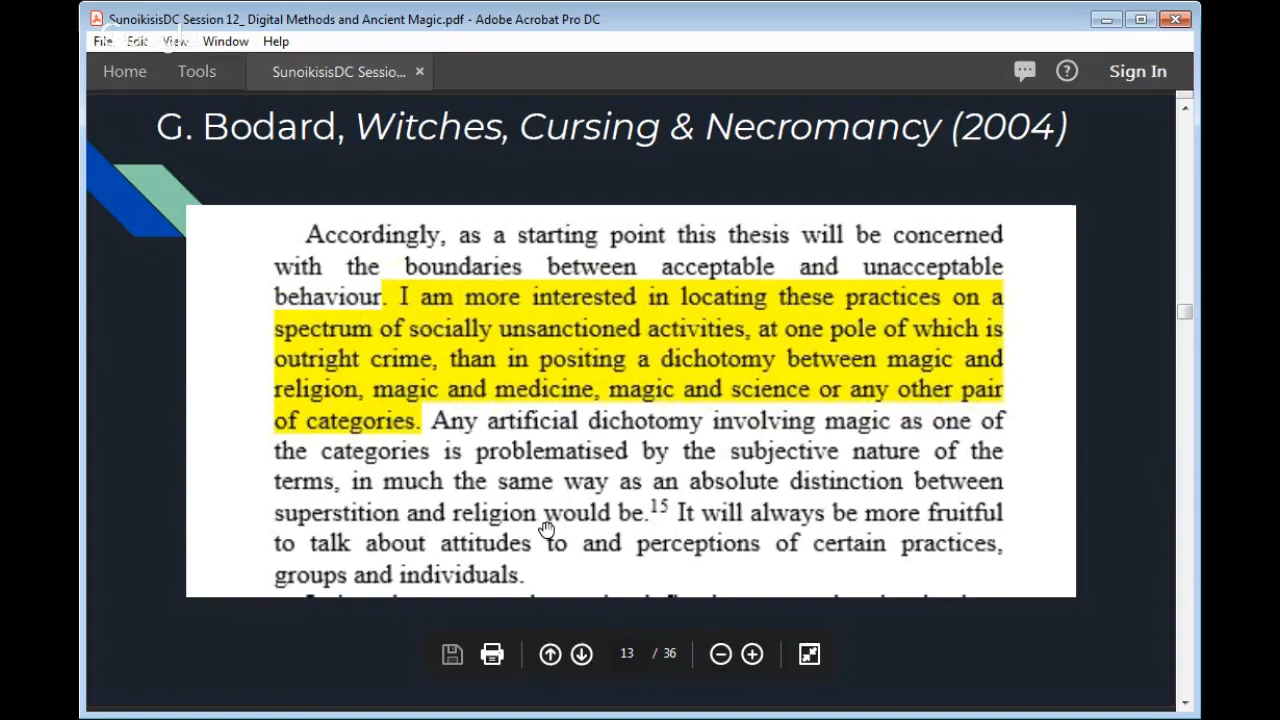 SunoikisisDC Session 12_ Digital Methods and Ancient Magic.pdf - Adobe Acrobat Pro DC
File Edit View Window Help
Home Tools SunoikisisDC Sessio... × Sign In
G. Bodard, Witches, Cursing & Necromancy (2004)
Accordingly, as a starting point this thesis will be concerned
with the boundaries between acceptable and unacceptable
behaviour. I am more interested in locating these practices on a
spectrum of socially unsanctioned activities, at one pole of which is
outright crime, than in positing a dichotomy between magic and
religion, magic and medicine, magic and science or any other pair
of categories. Any artificial dichotomy involving magic as one of
the categories is problematised by the subjective nature of the
terms, in much the same way as an absolute distinction between
superstition and religion would be.15 It will always be more fruitful
to talk about attitudes to and perceptions of certain practices,
groups and individuals.
13 / 36